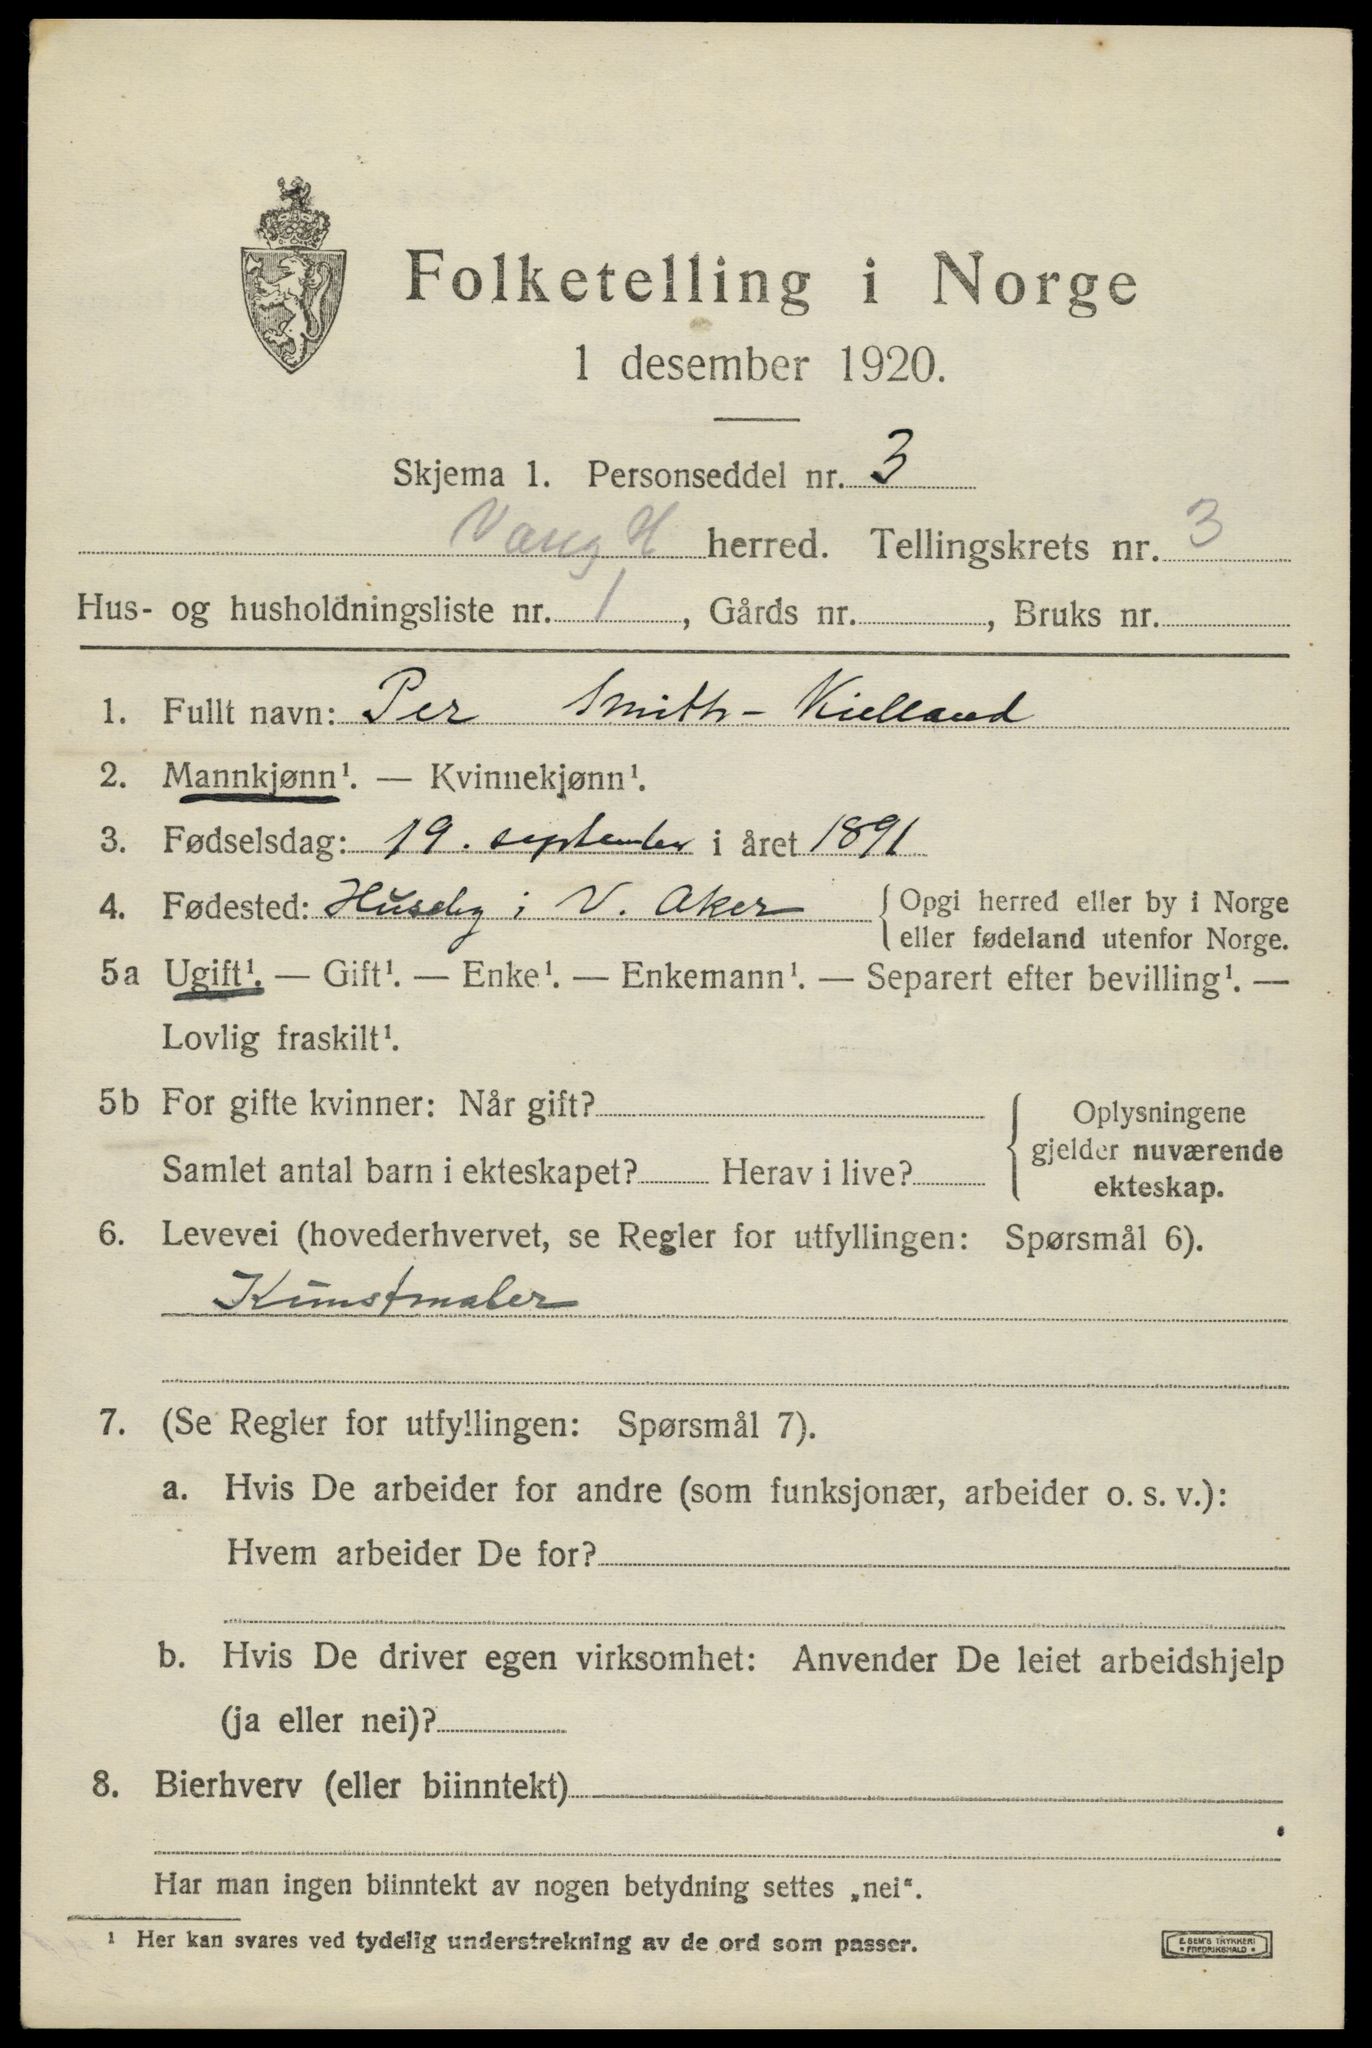 Folketelling i Norge
1 desember 1920.
Skjema 1. Personseddel nr. 3
Vang H herred. Tellingskrets nr. 3
Hus- og husholdningsliste nr. 1, Gårds nr. , Bruks nr.
1. Fullt navn: Per Smith-Kielland
2. Mannkjønn¹. — Kvinnekjønn¹.
3. Fødselsdag: 19. september i året 1891
4. Fødested: Huseby i V. Aker { Opgi herred eller by i Norge
eller fødeland utenfor Norge.
5a Ugift¹. — Gift¹. — Enke¹. — Enkemann¹. — Separert efter bevilling¹. —
Lovlig fraskilt¹.
5b For gifte kvinner: Når gift? { Oplysningene
gjelder nuværende
Samlet antal barn i ekteskapet? Herav i live?
ekteskap.
6. Levevei (hovederhvervet, se Regler for utfyllingen: Spørsmål 6).
Kunstmaler
7. (Se Regler for utfyllingen: Spørsmål 7).
a. Hvis De arbeider for andre (som funksjonær, arbeider o. s. v.):
Hvem arbeider De for?
b. Hvis De driver egen virksomhet: Anvender De leiet arbeidshjelp
(ja eller nei)?
8. Bierhverv (eller biinntekt)
Har man ingen biinntekt av nogen betydning settes „nei“.
¹ Her kan svares ved tydelig understrekning av de ord som passer.
E. SEM'S TRYKKERI
• FREDRIKSHALD •